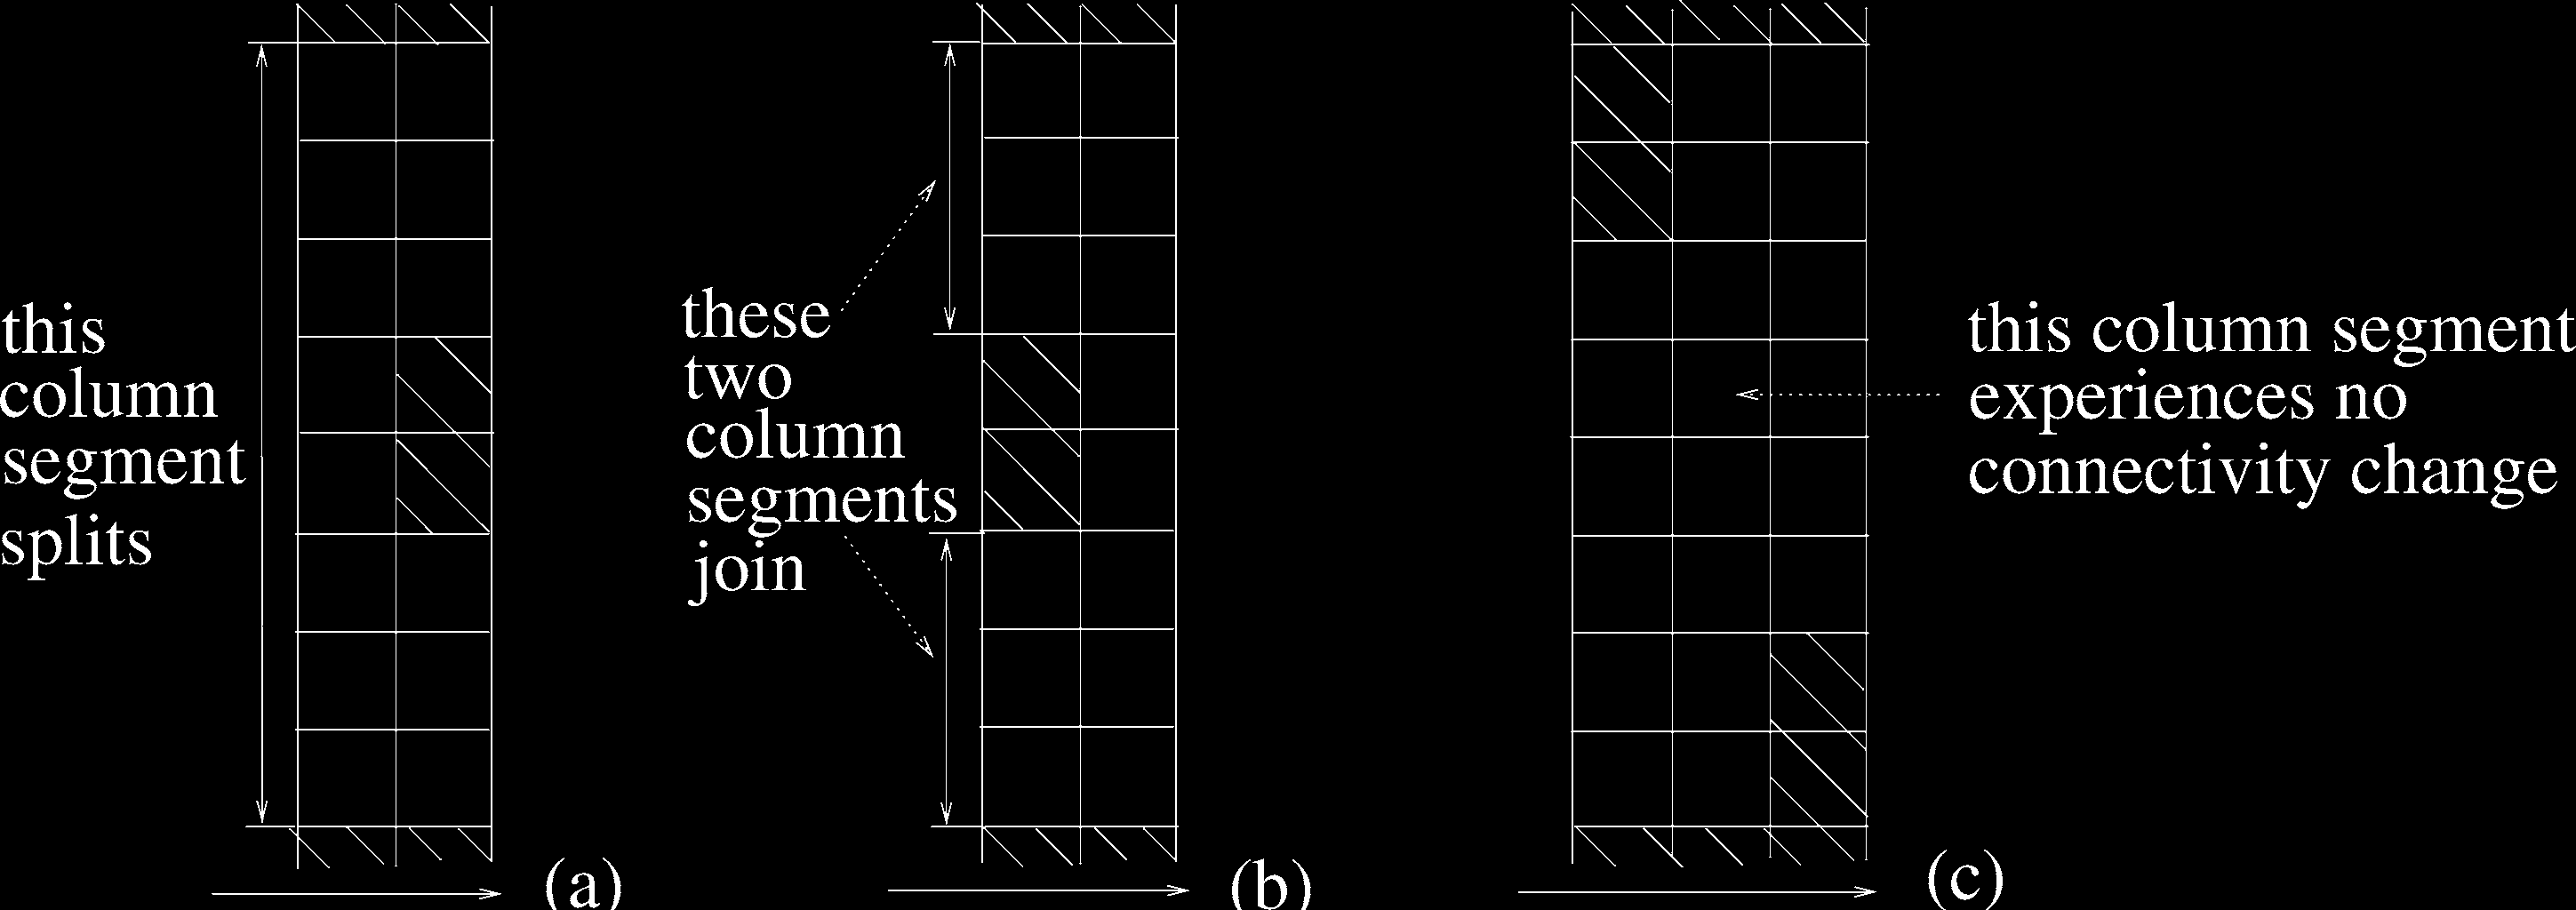 this
column
segment
splits
(a)
these
two
column
segments
join
(b)
this column segment
experiences no
connectivity change
(c)